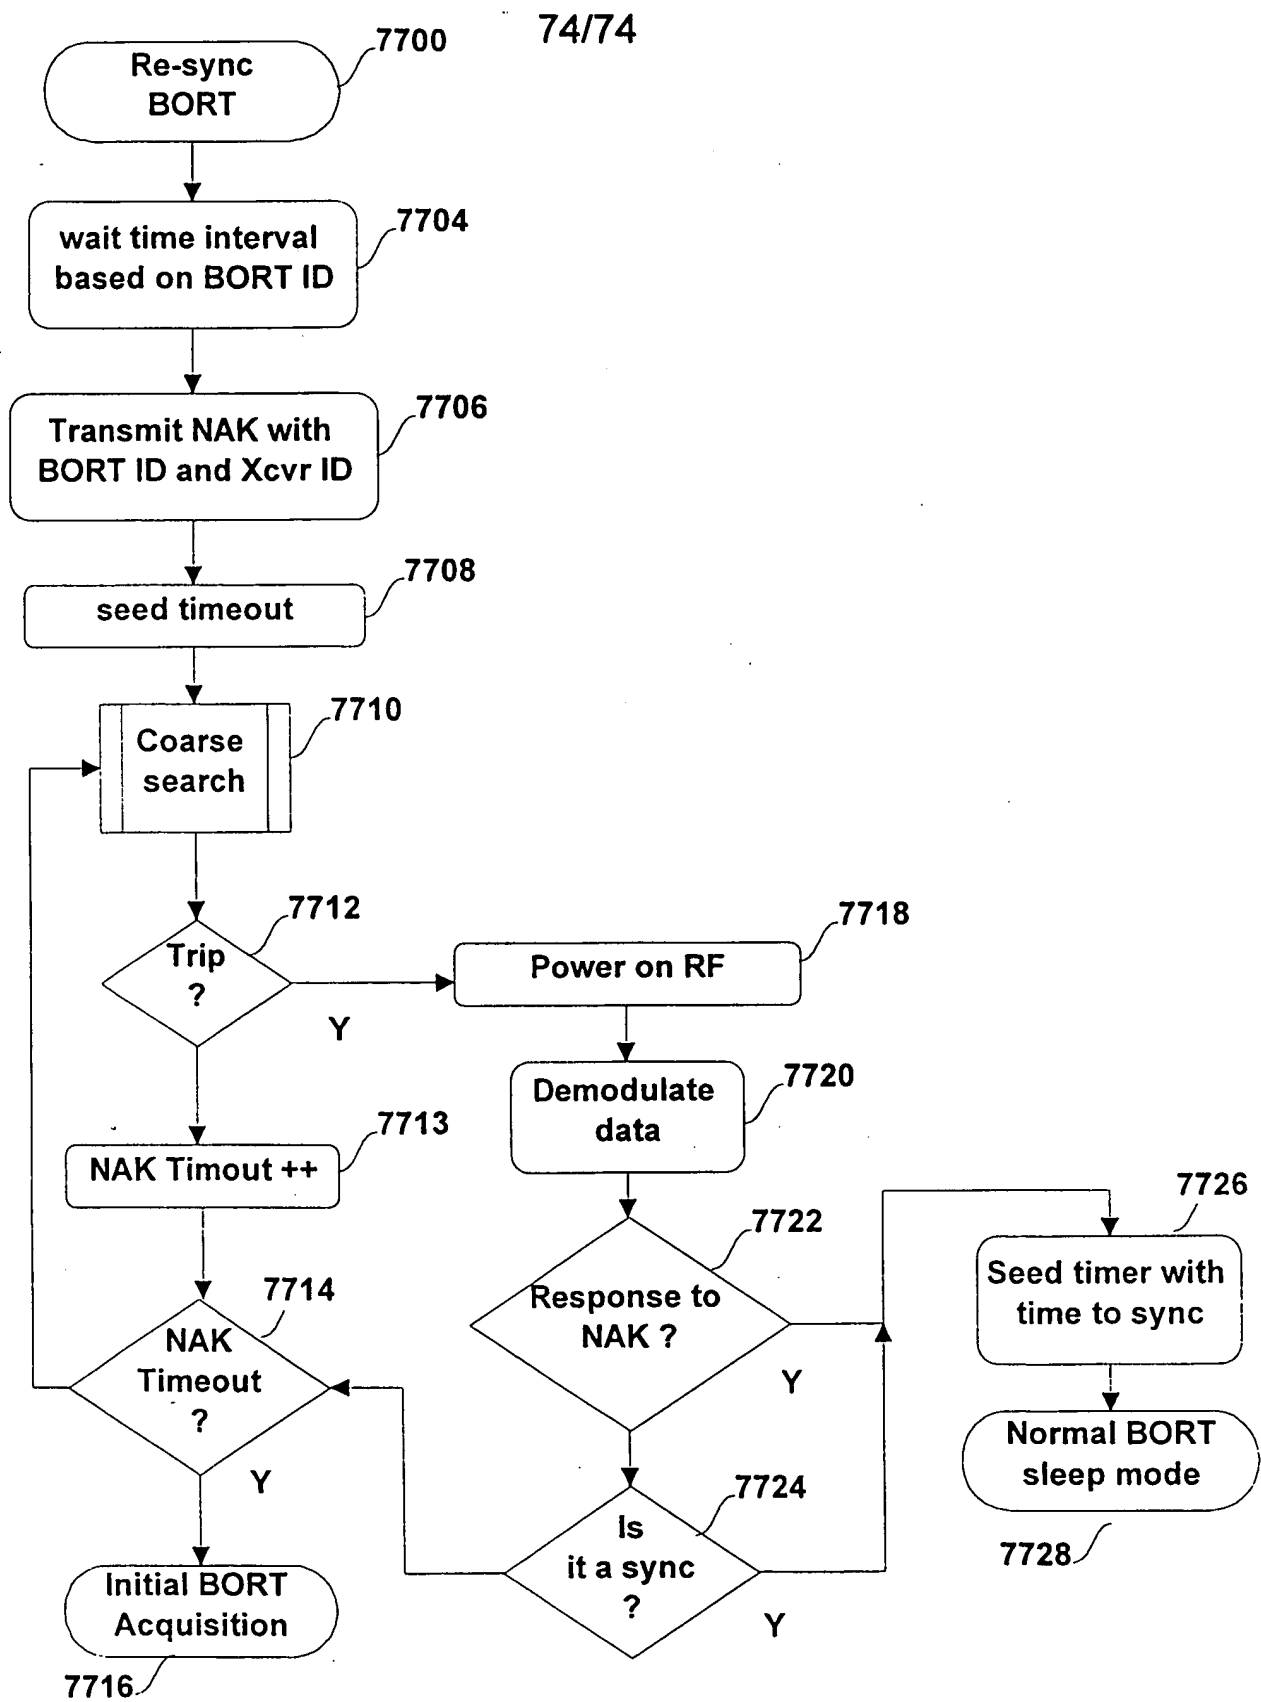 74/74
7700
Re-sync
BORT
7704
wait time interval
based on BORT ID
7706
Transmit NAK with
BORT ID and Xcvr ID
7708
seed timeout
7710
Coarse
search
7712
Trip
?
Y
7718
Power on RF
7720
Demodulate
data
7713
NAK Timout ++
7722
Response to
NAK ?
Y
7726
Seed timer with
time to sync
7714
NAK
Timeout
?
Y
7724
Is
it a sync
?
Y
Normal BORT
sleep mode
7728
Initial BORT
Acquisition
7716